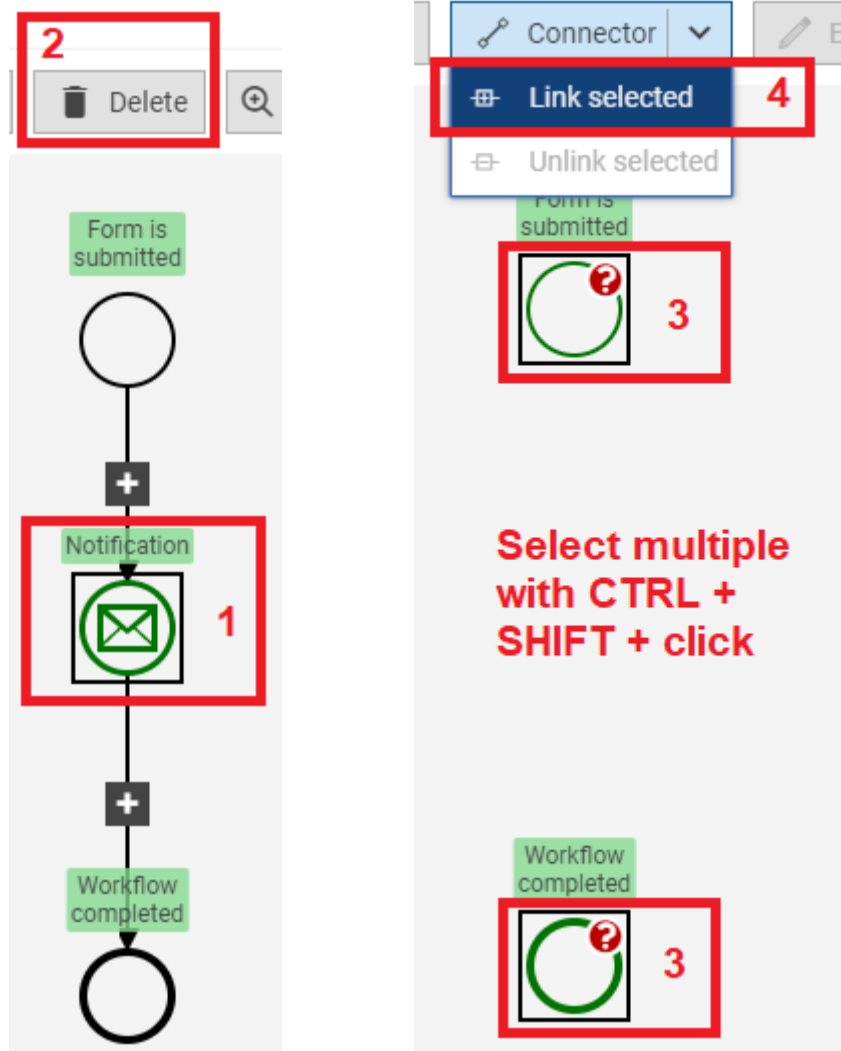 2
Delete
Form is
submitted
Notification
1
Workflow
completed
Connector
Link selected
4
Unlink selected
Form is
submitted
3
Select multiple
with CTRL +
SHIFT + click
Workflow
completed
3